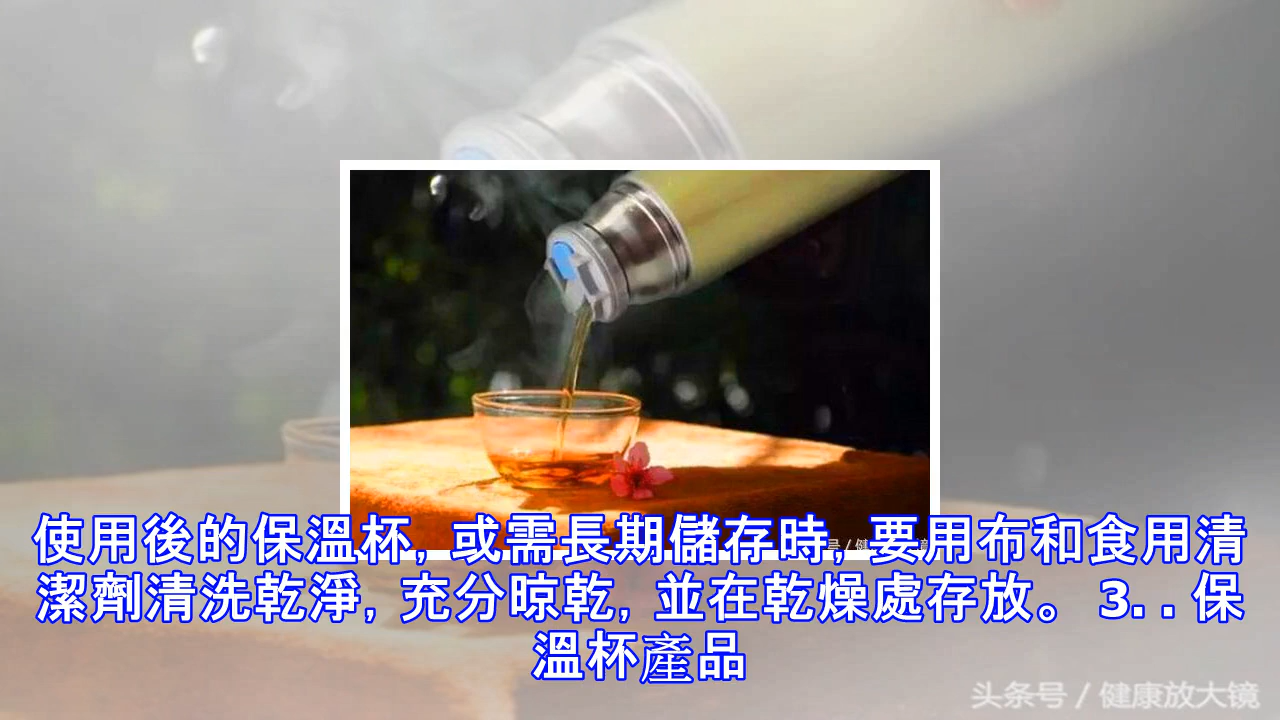 使用後的保溫杯, 或需長期儲存時, 要用布和食用清
潔劑清洗乾淨, 充分晾乾, 並在乾燥處存放。 3. . 保
溫杯產品
头条号 / 健康放大镜